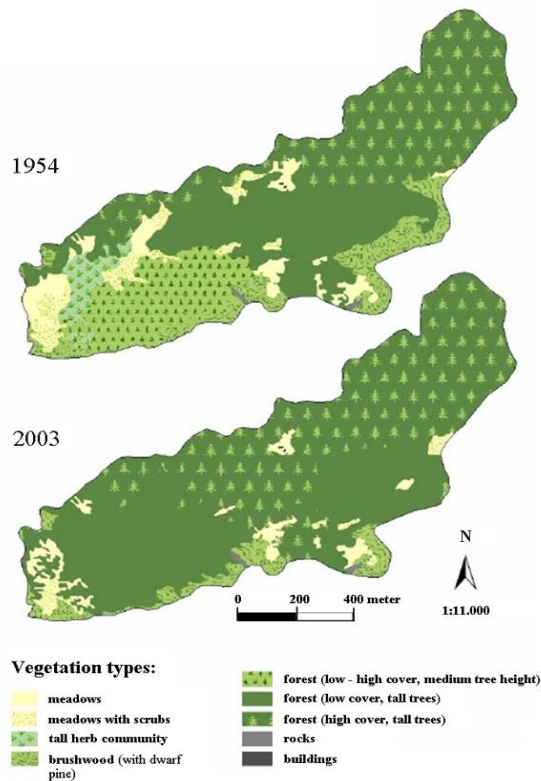 1954
2003
N
0 200 400 meter
1:11.000
Vegetation types:
meadows
meadows with scrubs
tall herb community
brushwood (with dwarf
pine)
forest (low - high cover, medium tree height)
forest (low cover, tall trees)
forest (high cover, tall trees)
rocks
buildings